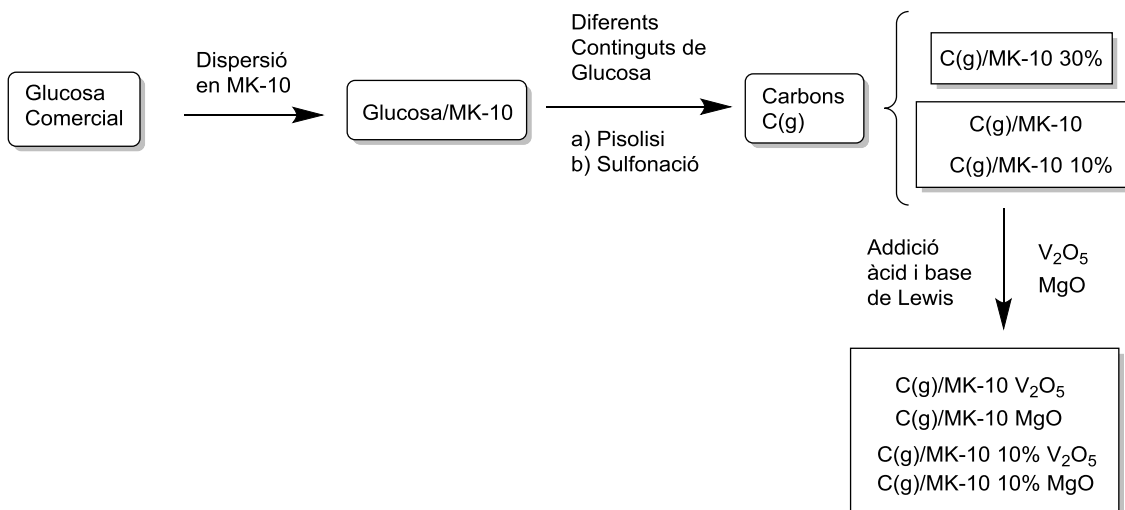 Glucosa
Comercial
Dispersió
en MK-10
Glucosa/MK-10
Diferents
Continguts de
Glucosa
a) Pisolisi
b) Sulfonació
Carbons
C(g)
C(g)/MK-10 30%
C(g)/MK-10
C(g)/MK-10 10%
Addició
àcid i base
de Lewis
V₂O₅
MgO
C(g)/MK-10 V₂O₅
C(g)/MK-10 MgO
C(g)/MK-10 10% V₂O₅
C(g)/MK-10 10% MgO